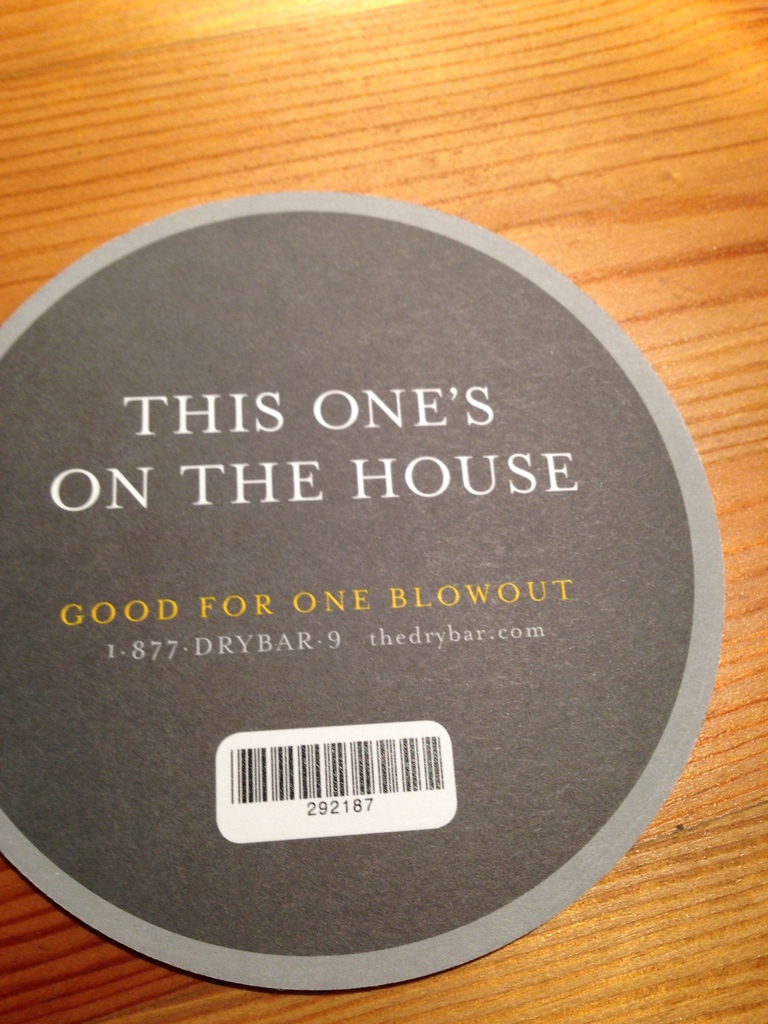 THIS ONE'S
ON THE HOUSE
GOOD FOR ONE BLOWOUT
1·877·DRYBAR·9 thedrybar.com
292187